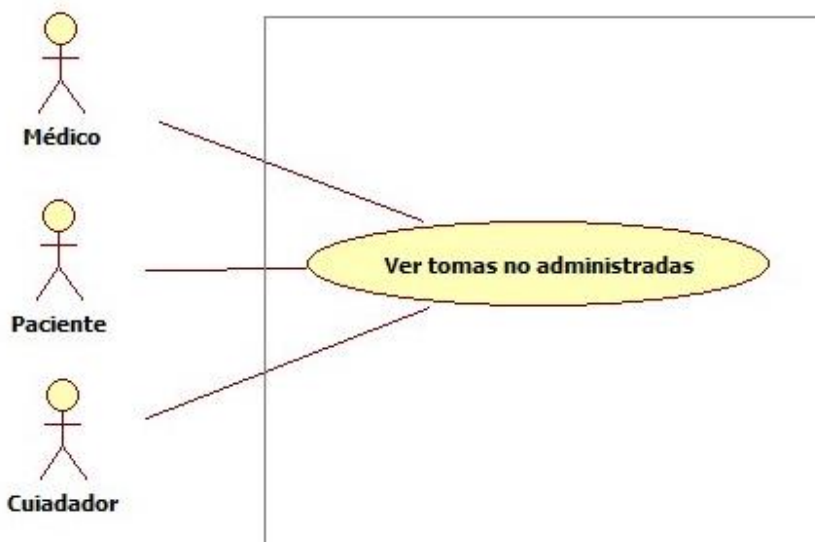 Médico
Ver tomas no administradas
Paciente
Cuiadador